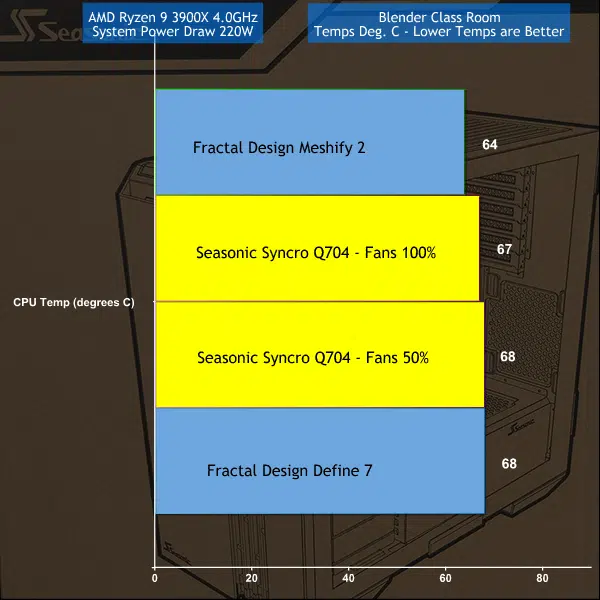 AMD Ryzen 9 3900X 4.0GHz
System Power Draw 220W
Blender Class Room
Temps Deg. C - Lower Temps are Better
Fractal Design Meshify 2
64
Seasonic Syncro Q704 - Fans 100%
67
CPU Temp (degrees C)
Seasonic Syncro Q704 - Fans 50%
68
Fractal Design Define 7
68
0
20
40
60
80
Seasonic